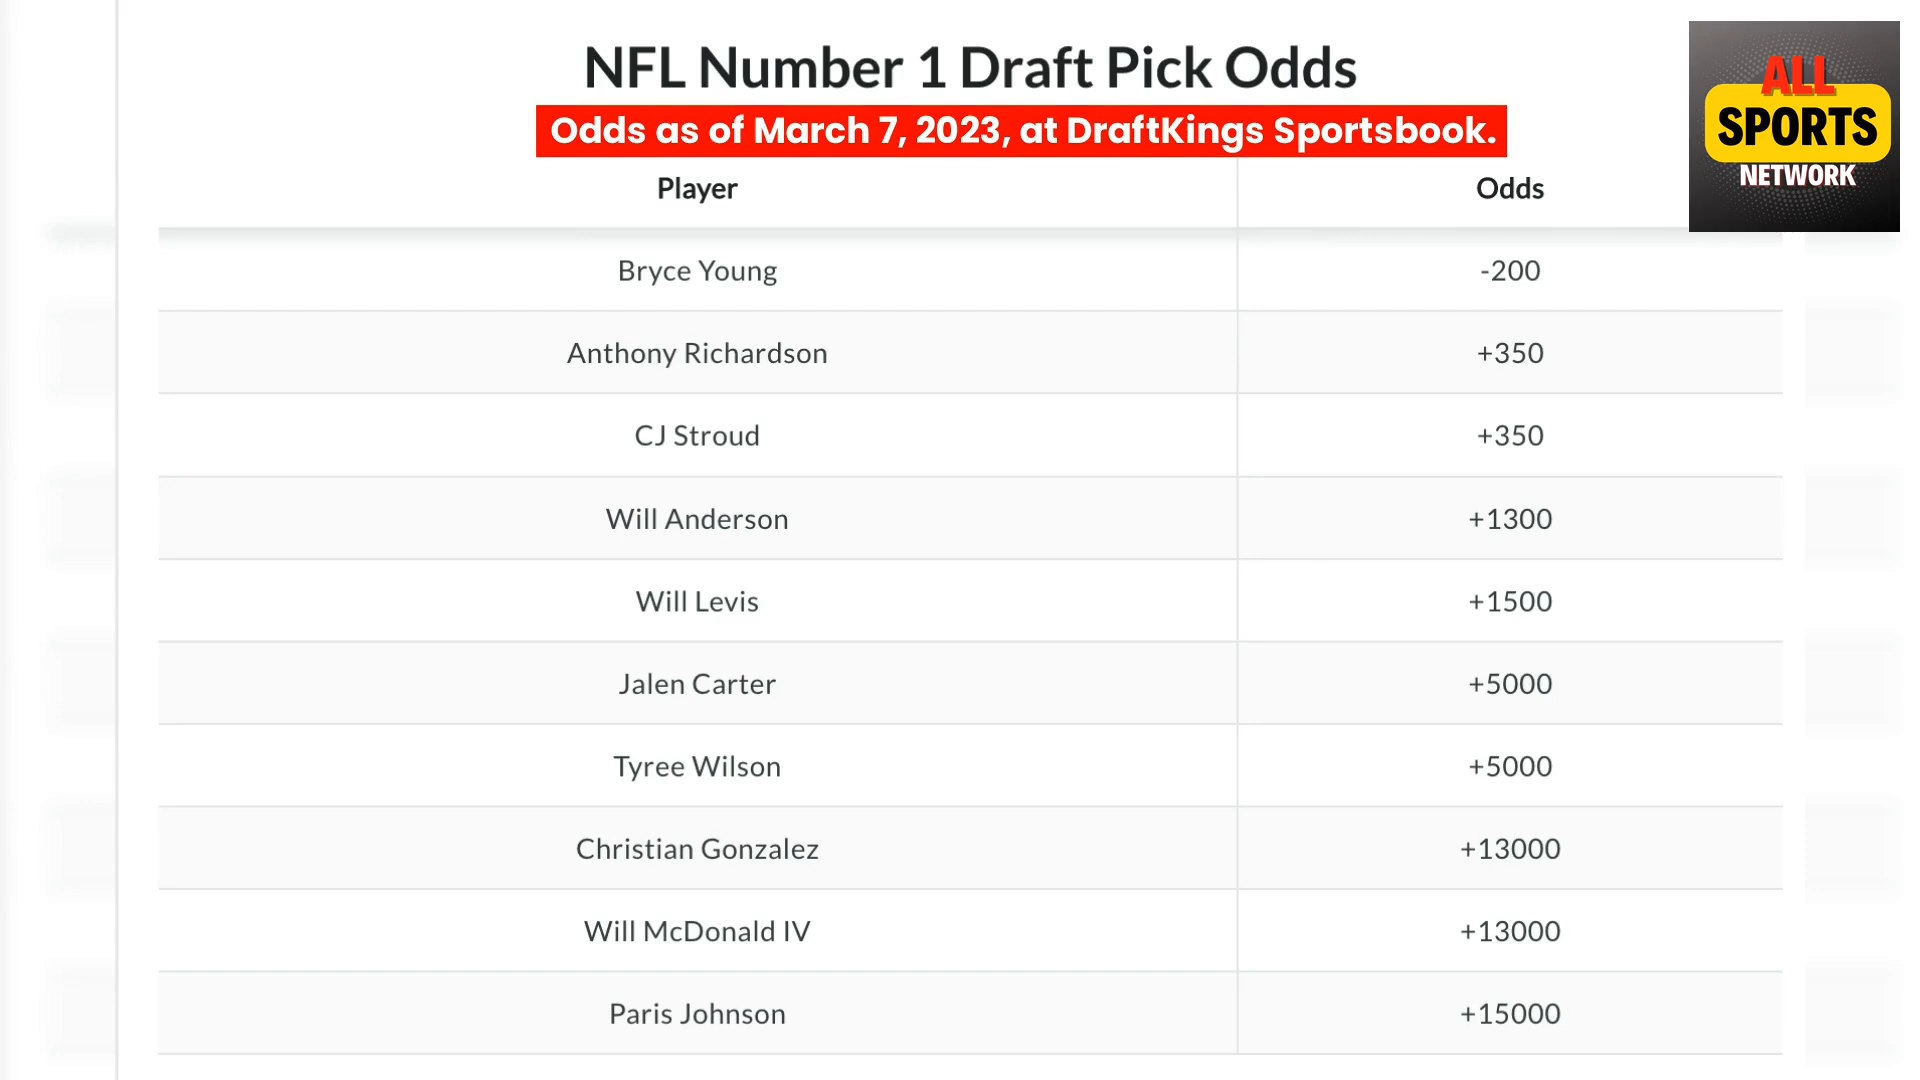 NFL Number 1 Draft Pick Odds
Odds as of March 7, 2023, at DraftKings Sportsbook.
ALL
SPORTS
NETWORK
Player Odds
Bryce Young -200
Anthony Richardson +350
CJ Stroud +350
Will Anderson +1300
Will Levis +1500
Jalen Carter +5000
Tyree Wilson +5000
Christian Gonzalez +13000
Will McDonald IV +13000
Paris Johnson +15000